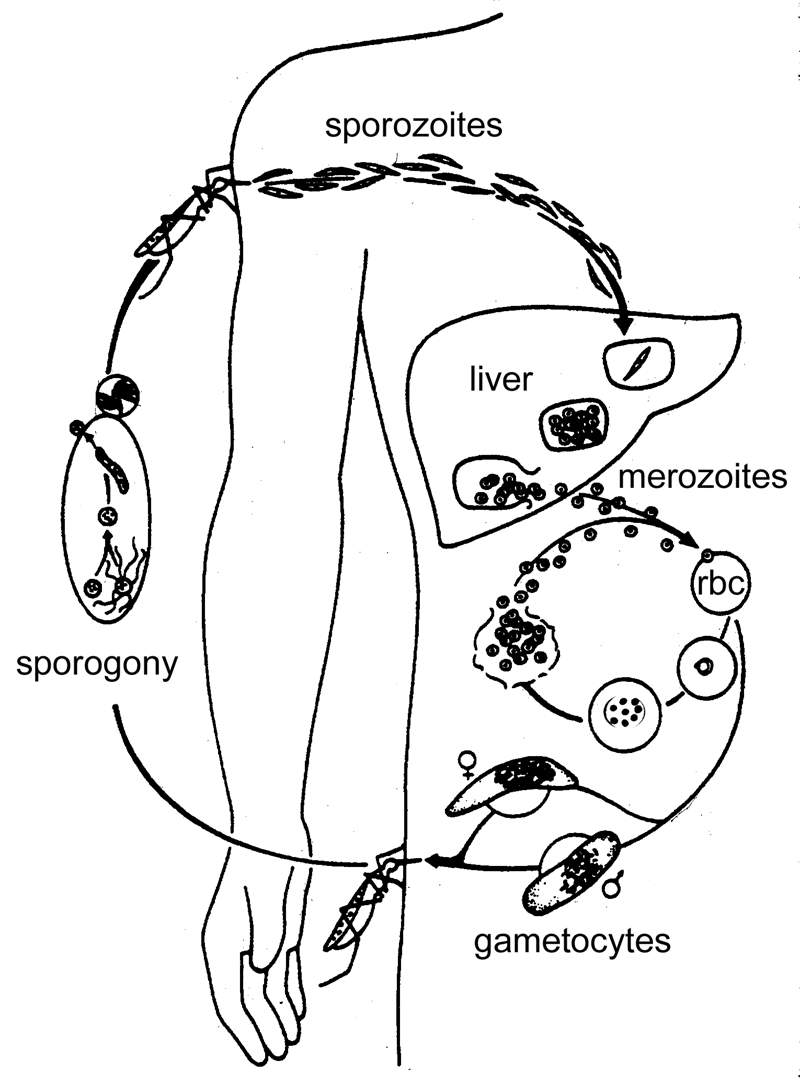 sporozoites
liver
merozoites
rbc
sporogony
♀
♂
gametocytes